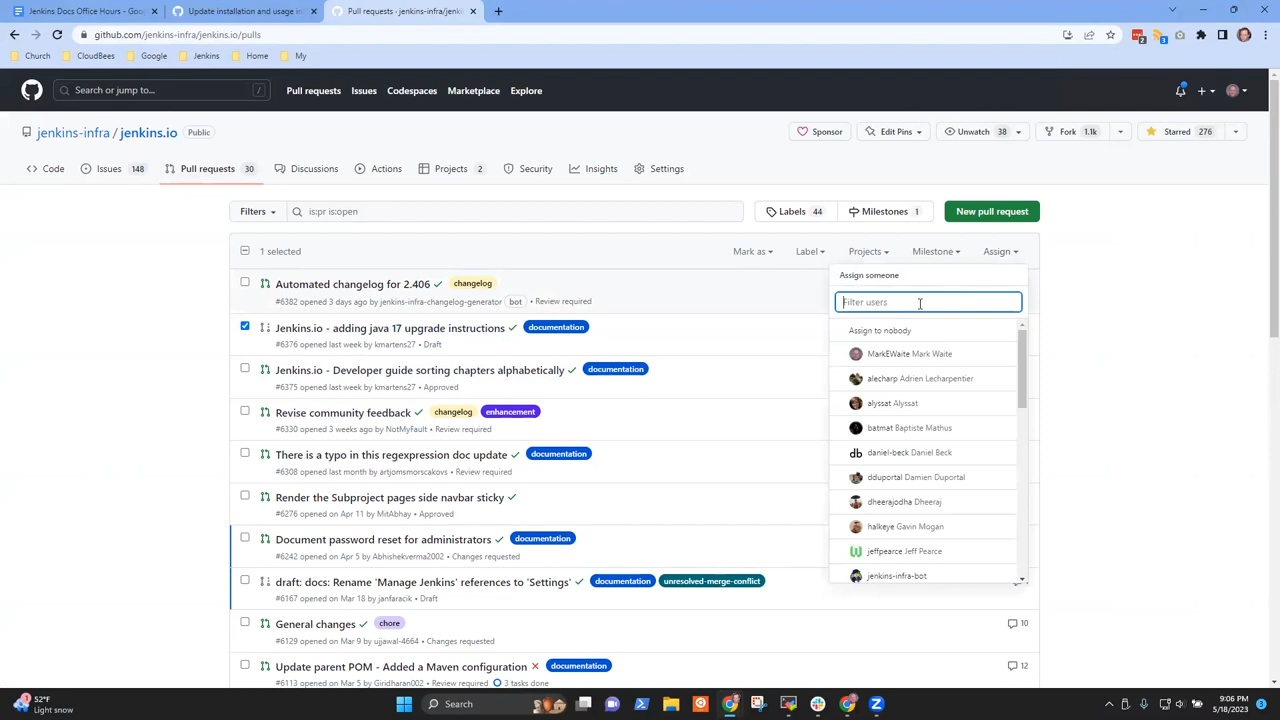 Jenkins Docs Office Hours - Goog
Update installation and usage in
Pull requests · jenkins-infra/jenk
github.com/jenkins-infra/jenkins.io/pulls
Church
CloudBees
Google
Jenkins
Home
My
Search or jump to...
/
Pull requests
Issues
Codespaces
Marketplace
Explore
jenkins-infra / jenkins.io Public
Sponsor
Edit Pins
Unwatch 38
Fork 1.1k
Starred 276
Code
Issues 148
Pull requests 30
Discussions
Actions
Projects 2
Security
Insights
Settings
Filters
is:pr is:open
Labels 44
Milestones 1
New pull request
1 selected
Mark as
Label
Projects
Milestone
Assign
Automated changelog for 2.406 changelog
#6382 opened 3 days ago by jenkins-infra-changelog-generator bot • Review required
Jenkins.io - adding java 17 upgrade instructions documentation
#6376 opened last week by kmartens27 • Draft
Jenkins.io - Developer guide sorting chapters alphabetically documentation
#6375 opened last week by kmartens27 • Approved
Revise community feedback changelog enhancement
#6330 opened 3 weeks ago by NotMyFault • Review required
There is a typo in this regexpression doc update documentation
#6308 opened last month by artjomsmorscakovs • Review required
Render the Subproject pages side navbar sticky
#6276 opened on Apr 11 by MitAbhay • Approved
Document password reset for administrators documentation
#6242 opened on Apr 5 by Abhishekverma2002 • Changes requested
draft: docs: Rename 'Manage Jenkins' references to 'Settings' documentation unresolved-merge-conflict
#6167 opened on Mar 18 by janfaracik • Draft
General changes chore
10
#6129 opened on Mar 9 by ujjawal-4664 • Changes requested
Update parent POM - Added a Maven configuration documentation
12
#6113 opened on Mar 5 by Giridharan002 • Review required 3 tasks done
Assign someone
Filter users
Assign to nobody
MarkEWaite Mark Waite
alecharp Adrien Lecharpentier
alyssat Alyssat
batmat Baptiste Mathus
daniel-beck Daniel Beck
dduportal Damien Duportal
dheerajodha Dheeraj
halkeye Gavin Mogan
jeffpearce Jeff Pearce
jenkins-infra-bot
52°F
Light snow
Search
9:06 PM
5/18/2023